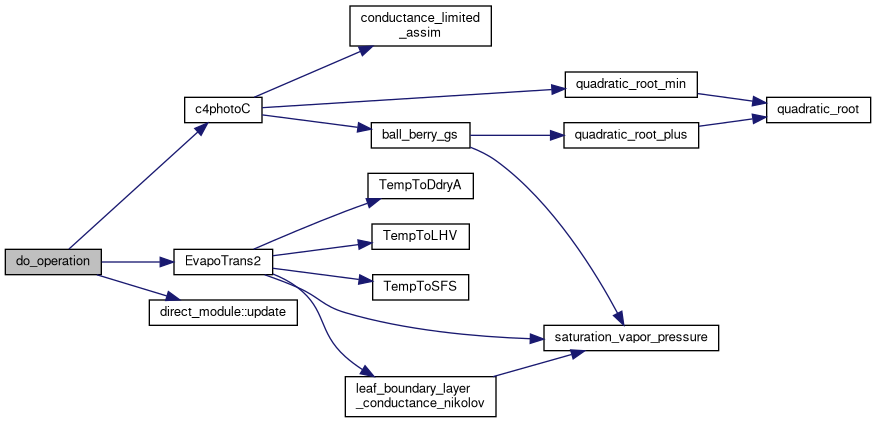 conductance_limited
_assim
c4photoC
quadratic_root_min
quadratic_root
ball_berry_gs
quadratic_root_plus
TempToDdryA
TempToLHV
do_operation
EvapoTrans2
TempToSFS
direct_module::update
saturation_vapor_pressure
leaf_boundary_layer
_conductance_nikolov